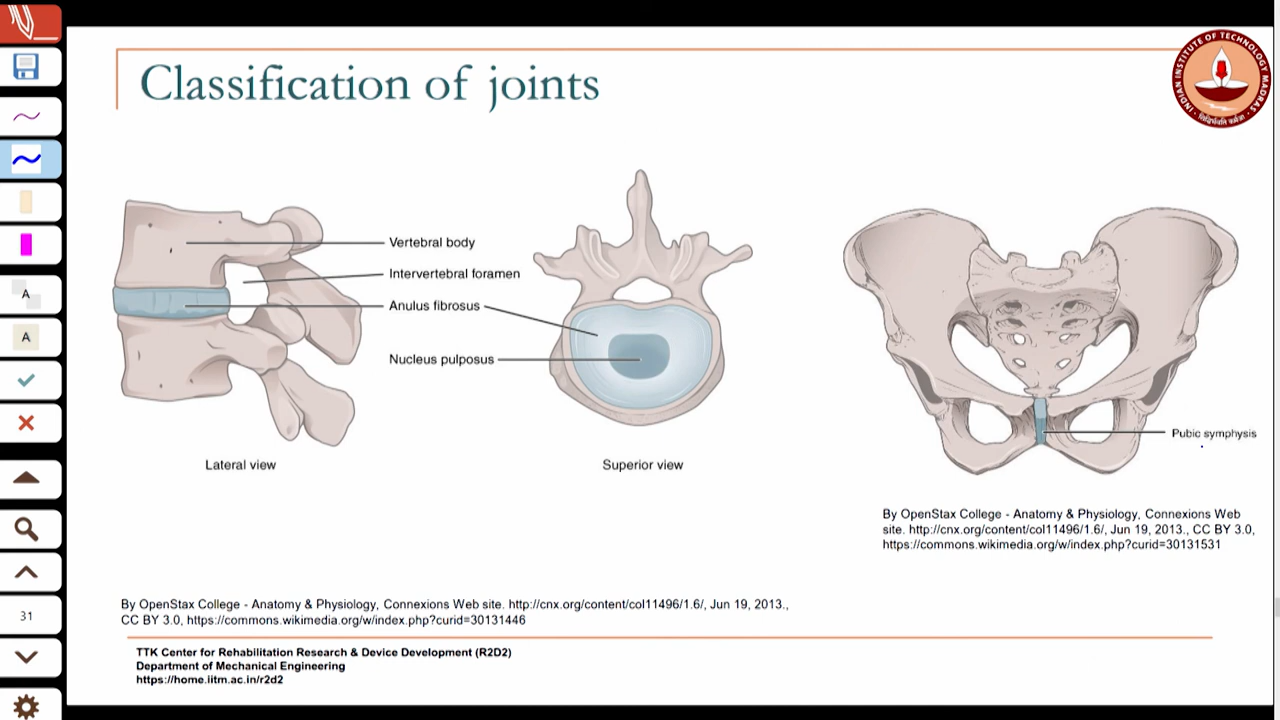 Classification of joints
INDIAN INSTITUTE OF TECHNOLOGY MADRAS
सिद्धिर्भवति कर्मजा
Vertebral body
Intervertebral foramen
Anulus fibrosus
Nucleus pulposus
Lateral view
Superior view
Pubic symphysis
By OpenStax College - Anatomy & Physiology, Connexions Web
site. http://cnx.org/content/col11496/1.6/, Jun 19, 2013., CC BY 3.0,
https://commons.wikimedia.org/w/index.php?curid=30131531
By OpenStax College - Anatomy & Physiology, Connexions Web site. http://cnx.org/content/col11496/1.6/, Jun 19, 2013.,
CC BY 3.0, https://commons.wikimedia.org/w/index.php?curid=30131446
TTK Center for Rehabilitation Research & Device Development (R2D2)
Department of Mechanical Engineering
https://home.iitm.ac.in/r2d2
A
A
31